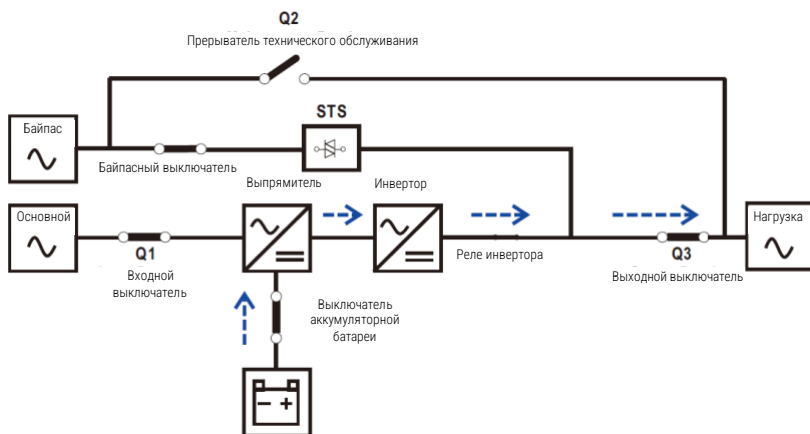 Q2
Прерыватель технического обслуживания
STS
Байпас
Байпасный выключатель
Выпрямитель
Инвертор
Основной
Нагрузка
Q1
Реле инвертора
Q3
Входной
выключатель
Выходной выключатель
Выключатель
аккумуляторной
батареи